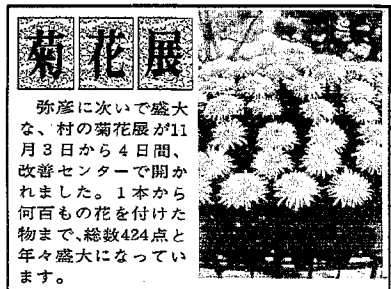 菊花展
弥彦に次いで盛大
な、村の菊花展が11
月3日から4日間、
改善センターで開か
れました。1本から
何百もの花を付けた
物まで、総数424点と
年々盛大になってい
ます。